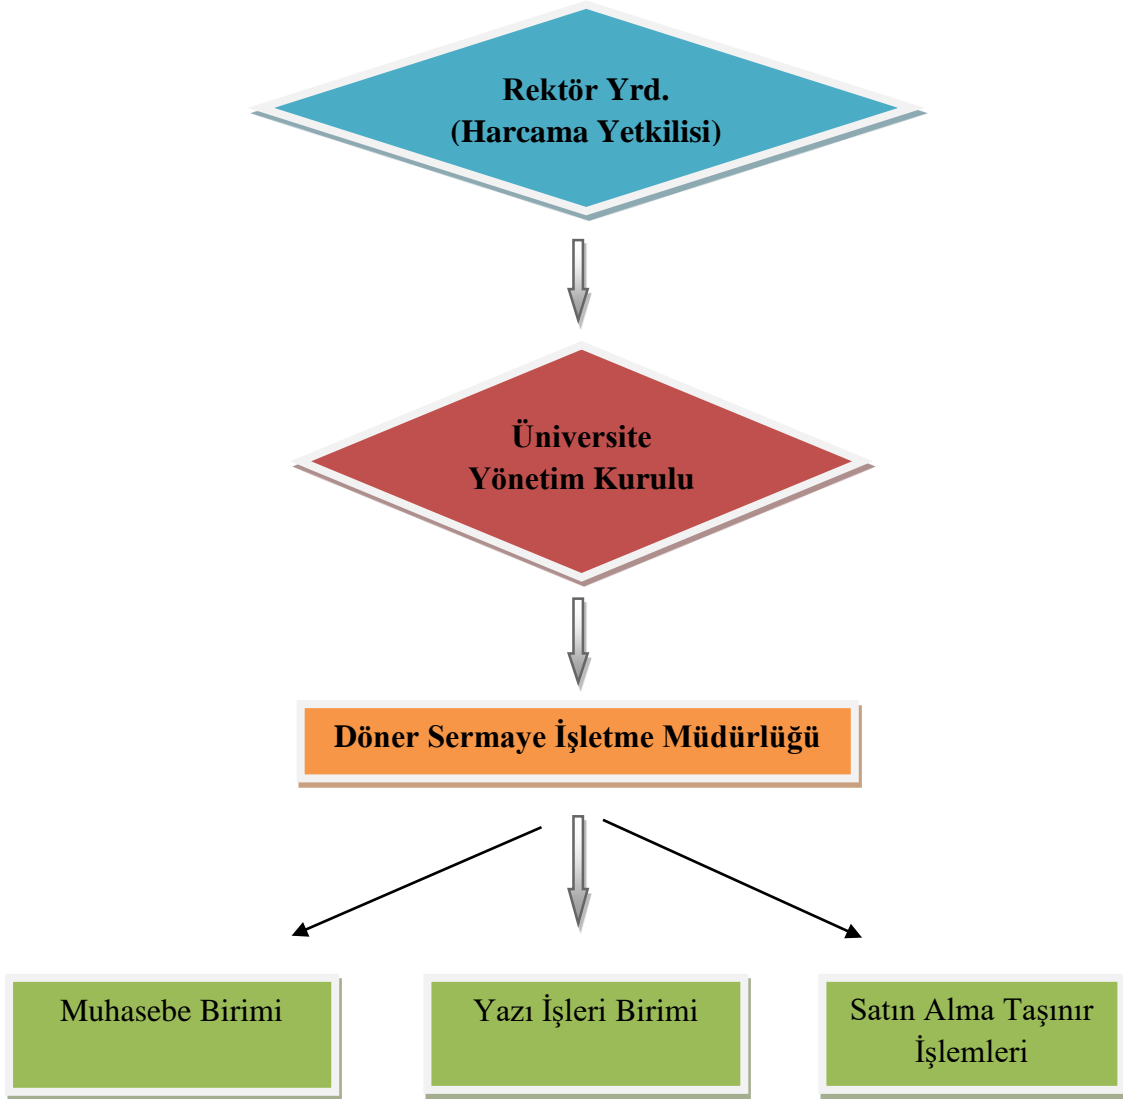 Rektör Yrd.
(Harcama Yetkilisi)
Üniversite
Yönetim Kurulu
Döner Sermaye İşletme Müdürlüğü
Muhasebe Birimi
Yazı İşleri Birimi
Satın Alma Taşınır
İşlemleri